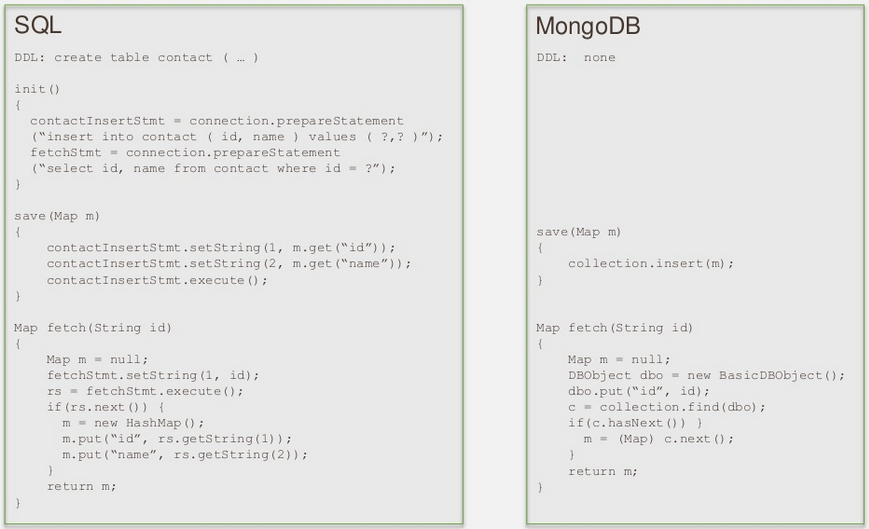 SQL
DDL: create table contact ( … )
init()
{
contactInsertStmt = connection.prepareStatement
(“insert into contact ( id, name ) values ( ?,? )”);
fetchStmt = connection.prepareStatement
(“select id, name from contact where id = ?”);
}
save(Map m)
{
contactInsertStmt.setString(1, m.get(“id”));
contactInsertStmt.setString(2, m.get(“name”));
contactInsertStmt.execute();
}
Map fetch(String id)
{
Map m = null;
fetchStmt.setString(1, id);
rs = fetchStmt.execute();
if(rs.next()) {
m = new HashMap();
m.put(“id”, rs.getString(1));
m.put(“name”, rs.getString(2));
}
return m;
}
MongoDB
DDL: none
save(Map m)
{
collection.insert(m);
}
Map fetch(String id)
{
Map m = null;
DBObject dbo = new BasicDBObject();
dbo.put(“id”, id);
c = collection.find(dbo);
if(c.hasNext()) }
m = (Map) c.next();
}
return m;
}